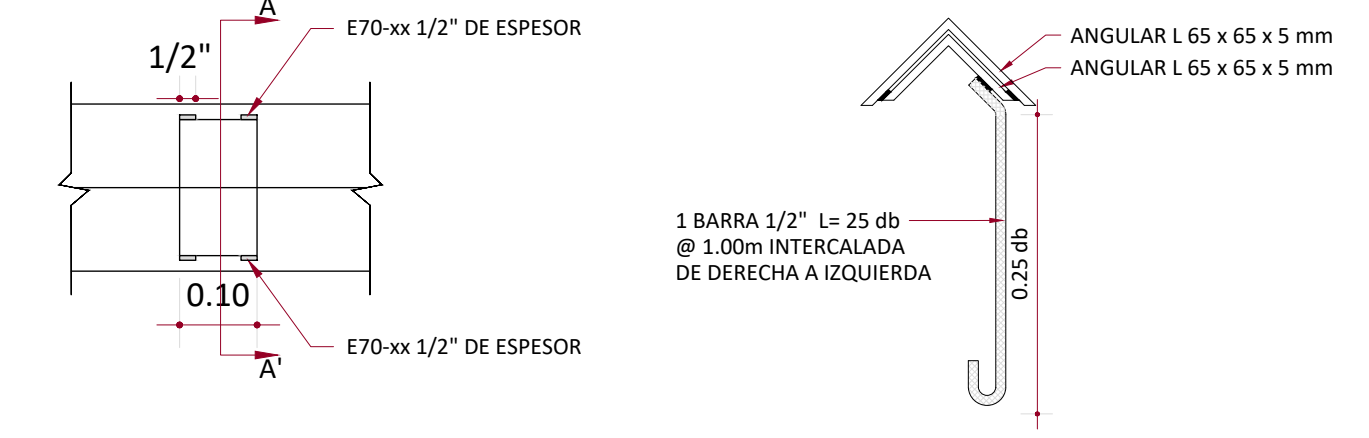 A
E70-xx 1/2" DE ESPESOR
1/2"
0.10
E70-xx 1/2" DE ESPESOR
A'
ANGULAR L 65 x 65 x 5 mm
ANGULAR L 65 x 65 x 5 mm
1 BARRA 1/2" L= 25 db
@ 1.00m INTERCALADA
DE DERECHA A IZQUIERDA
0.25 db